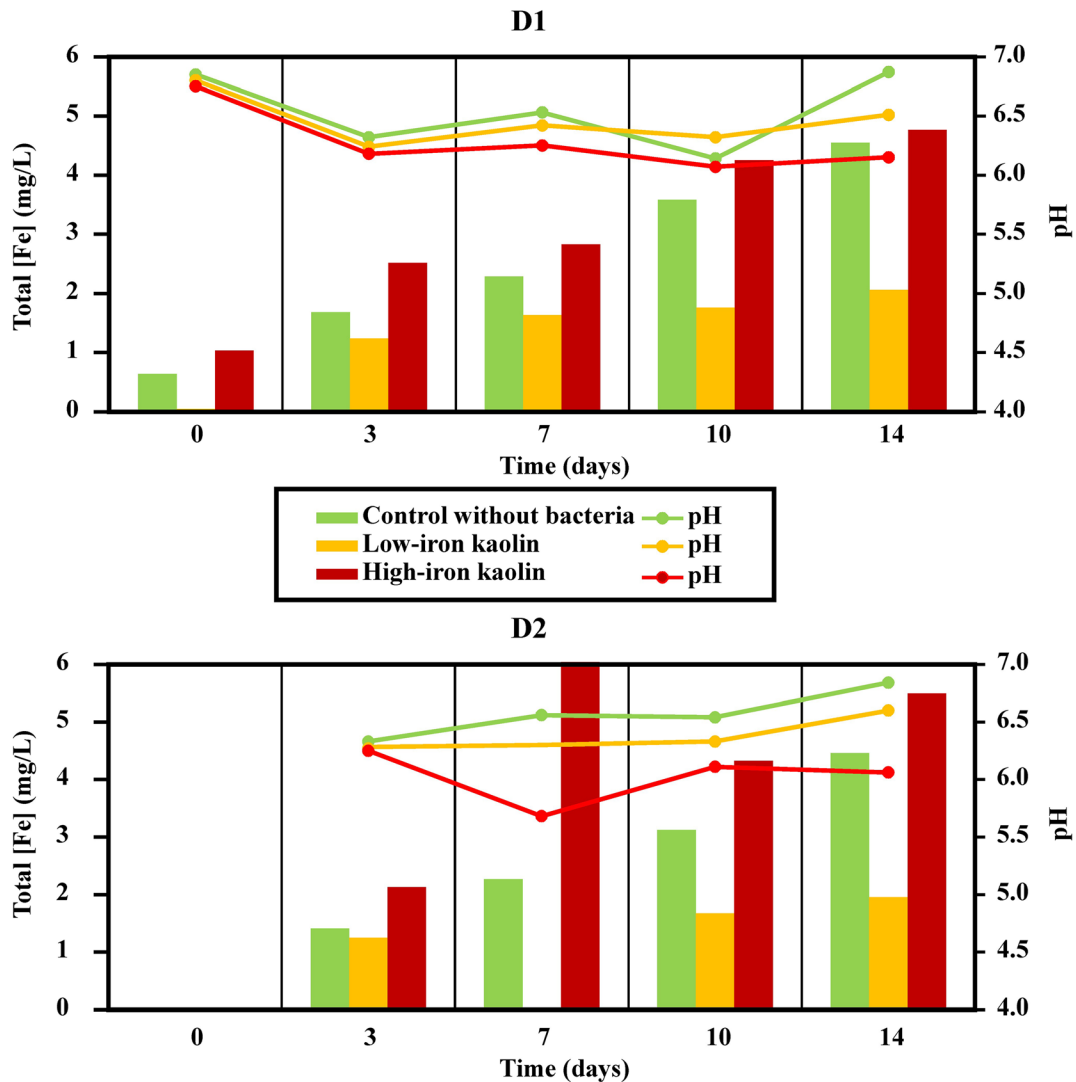 D1
Total [Fe] (mg/L)
6
5
4
3
2
1
0
7.0
6.5
6.0
5.5
5.0
4.5
4.0
pH
0 3 7 10 14
Time (days)
Control without bacteria pH
Low-iron kaolin pH
High-iron kaolin pH
D2
Total [Fe] (mg/L)
6
5
4
3
2
1
0
7.0
6.5
6.0
5.5
5.0
4.5
4.0
pH
0 3 7 10 14
Time (days)